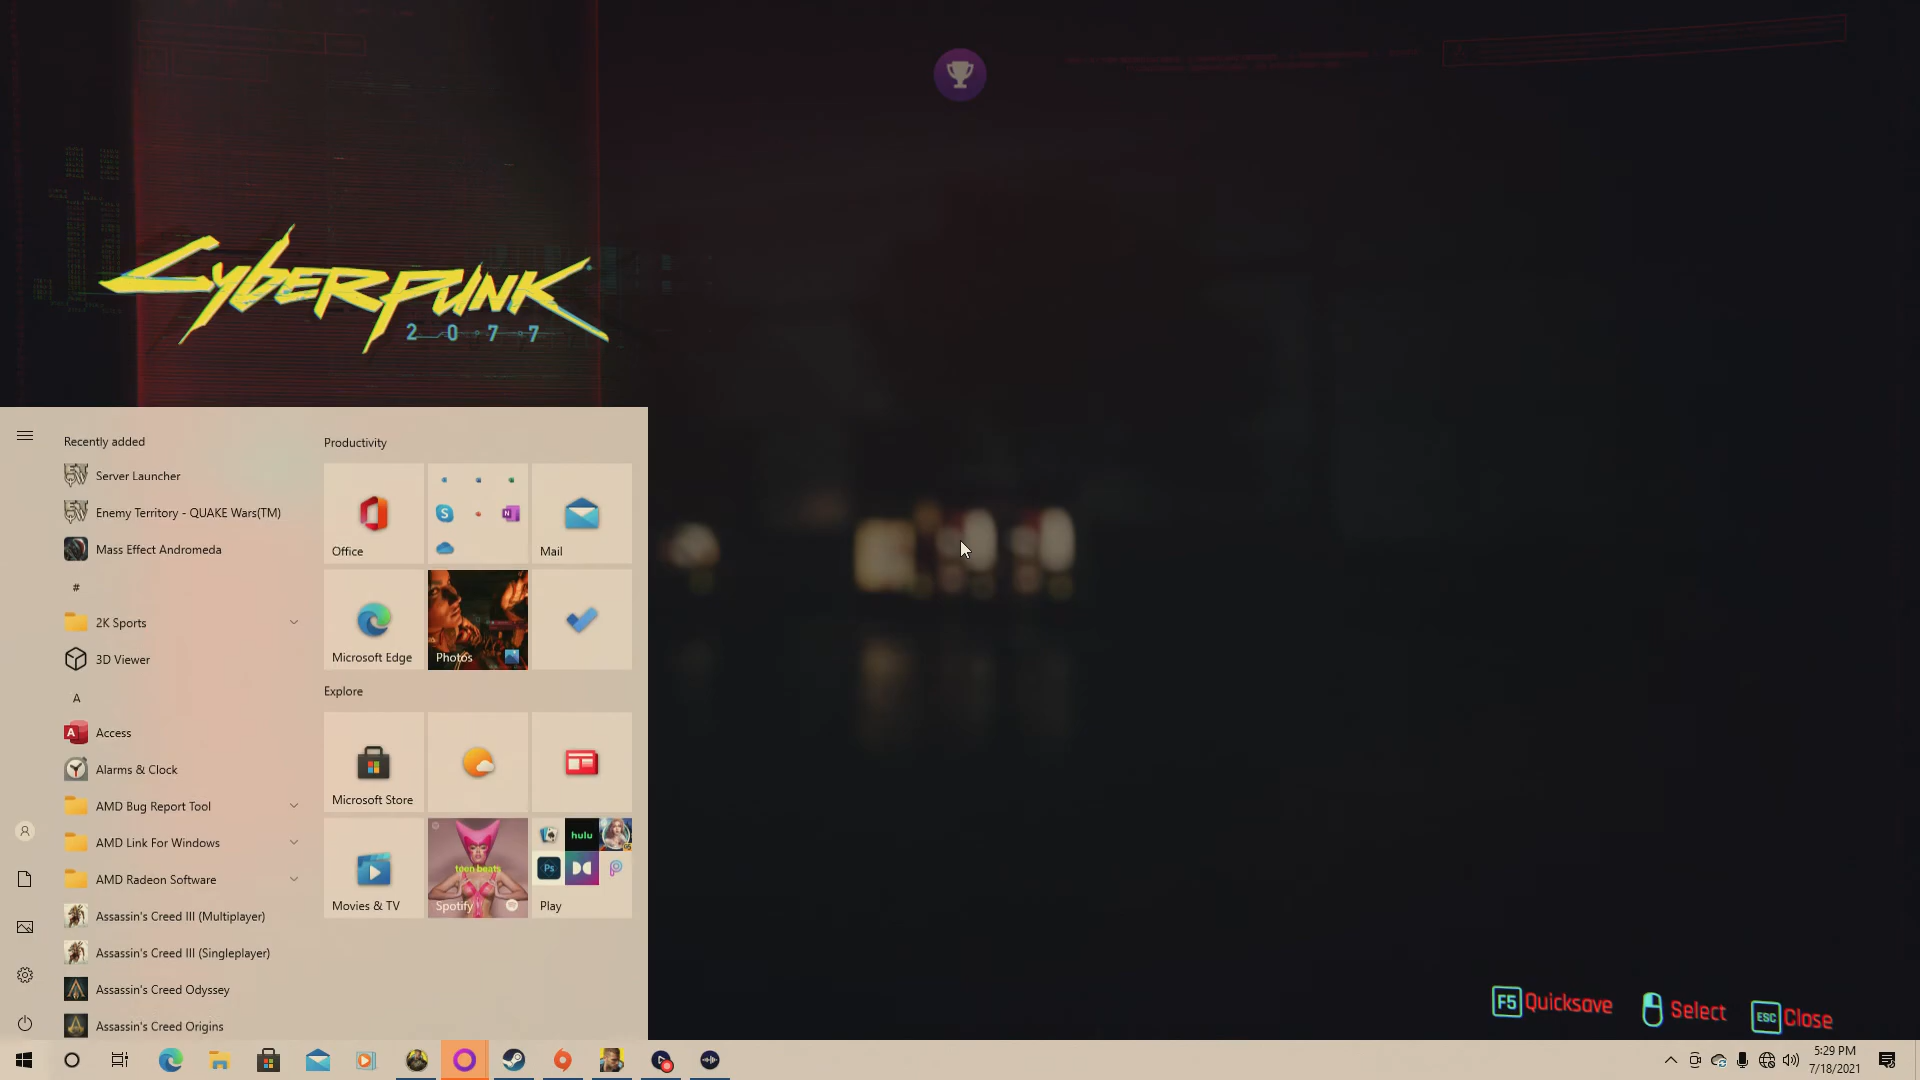 CYBERPUNK
2077
Recently added
Server Launcher
Enemy Territory - QUAKE Wars(TM)
Mass Effect Andromeda
#
2K Sports
3D Viewer
A
Access
Alarms & Clock
AMD Bug Report Tool
AMD Link For Windows
AMD Radeon Software
Assassin's Creed III (Multiplayer)
Assassin's Creed III (Singleplayer)
Assassin's Creed Odyssey
Assassin's Creed Origins
Productivity
Office
Mail
Microsoft Edge
Photos
Explore
Microsoft Store
Movies & TV
teen beats
Spotify
hulu
Ps
Play
F5 Quicksave
Select
ESC Close
5:29 PM
7/18/2021